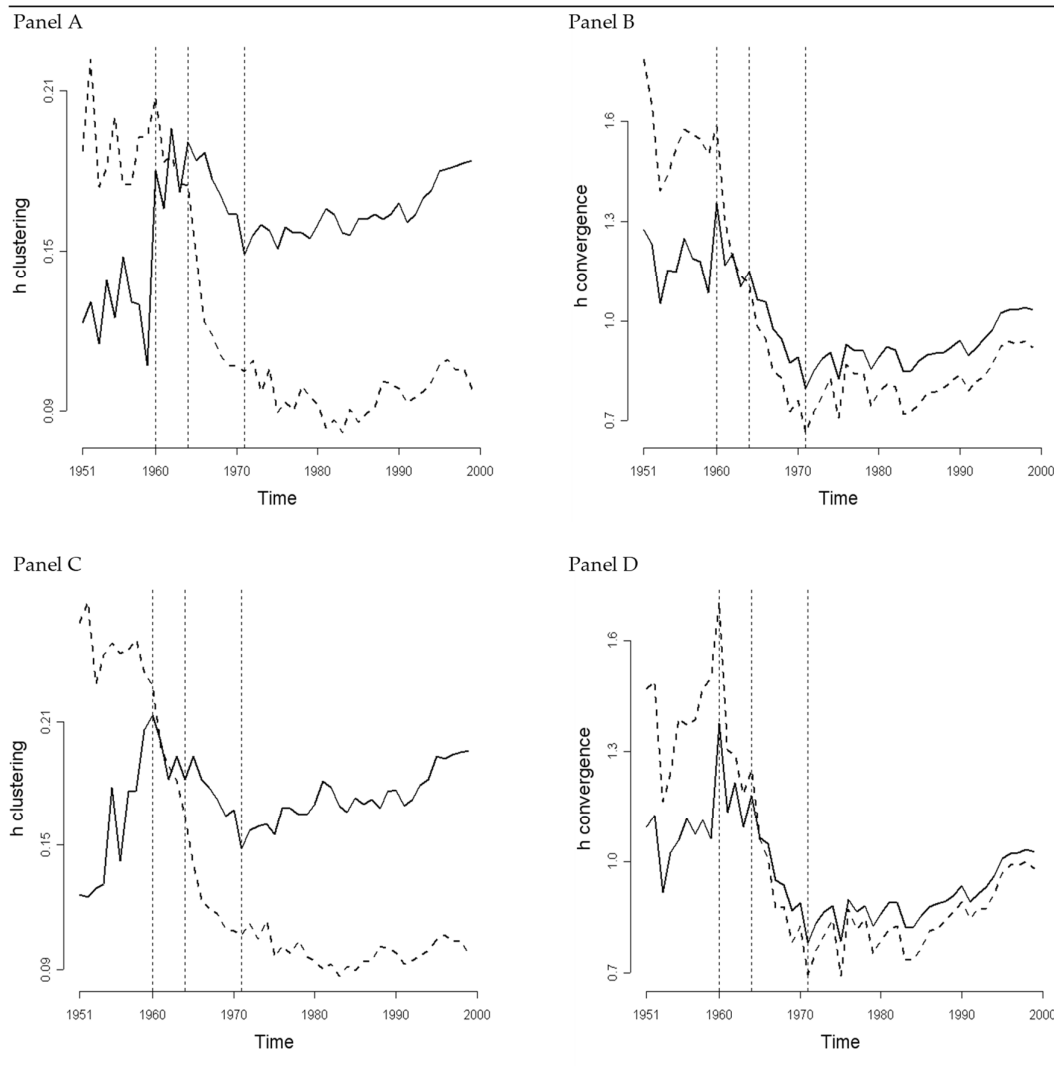 Panel A
h clustering
0.21
0.15
0.09
1951 1960 1970 1980 1990 2000
Time
Panel B
h convergence
1.6
1.3
1.0
0.7
1951 1960 1970 1980 1990 2000
Time
Panel C
h clustering
0.21
0.15
0.09
1951 1960 1970 1980 1990 2000
Time
Panel D
h convergence
1.6
1.3
1.0
0.7
1951 1960 1970 1980 1990 2000
Time